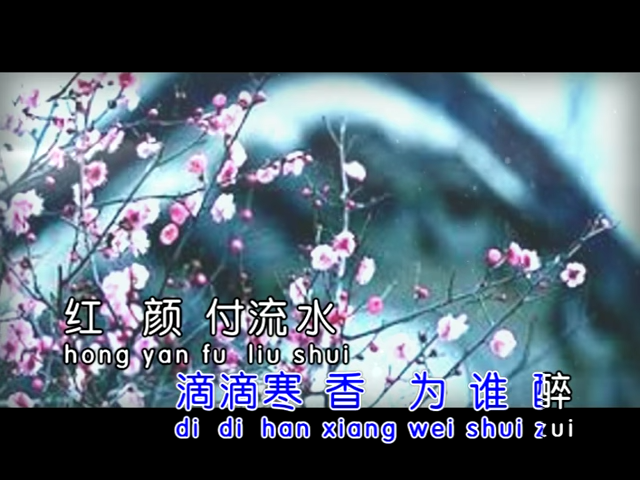 红 颜 付流水
hong yan fu liu shui
滴滴寒 香 为 谁 醉
di di han xiang wei shui zui